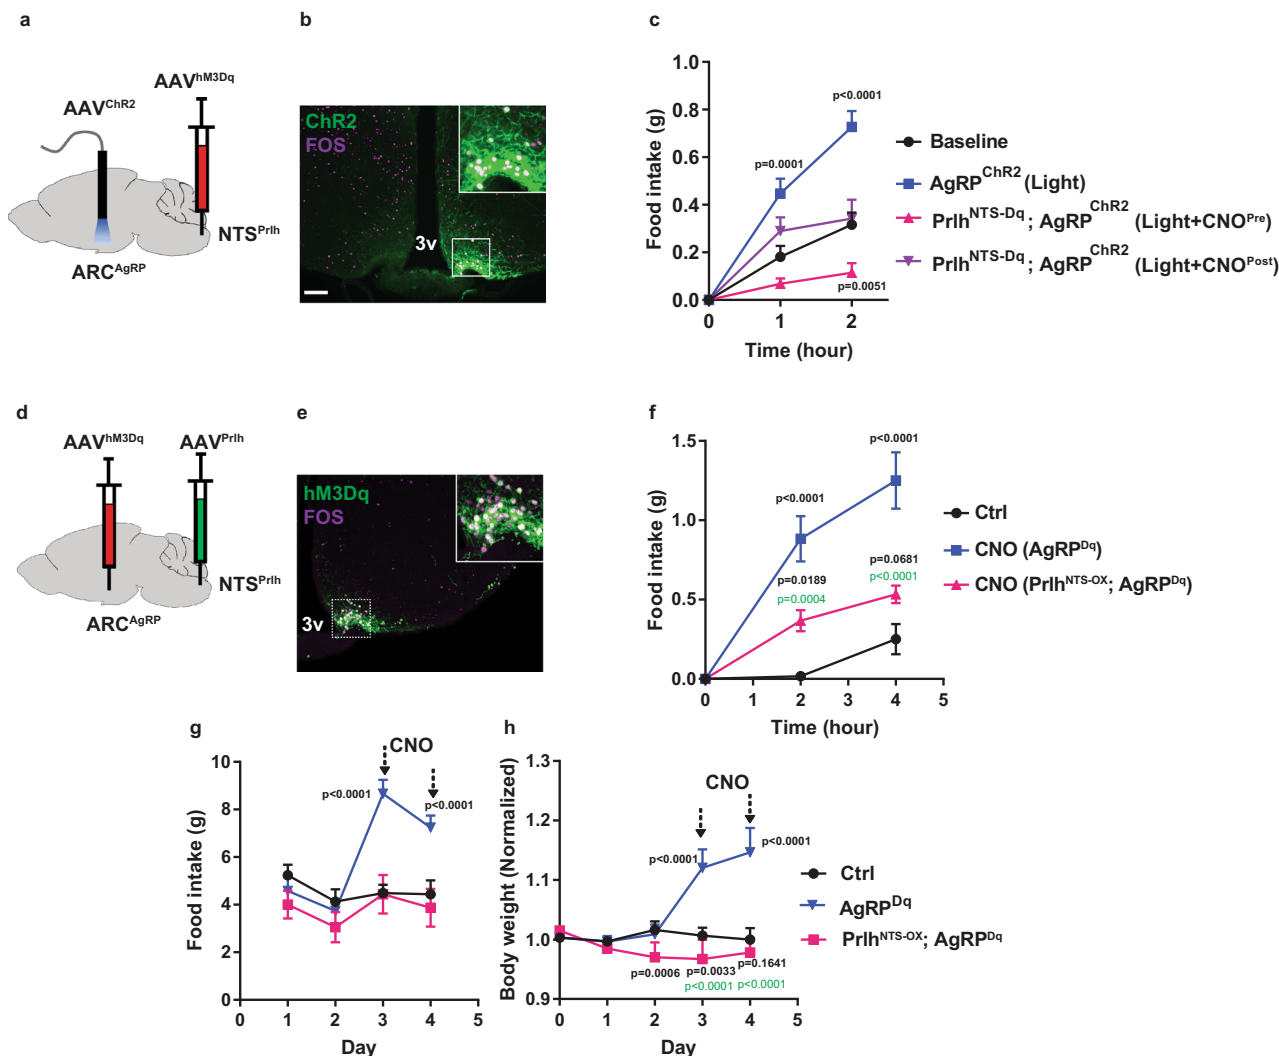 a
AAV^hM3Dq
AAV^ChR2
NTS^Prlh
ARC^AgRP
b
ChR2
FOS
3v
c
Food intake (g)
1.0
0.8
0.6
0.4
0.2
0.0
0 1 2
Time (hour)
p<0.0001
p=0.0001
p=0.0051
Baseline
AgRP^ChR2 (Light)
Prlh^NTS-Dq; AgRP^ChR2 (Light+CNO^Pre)
Prlh^NTS-Dq; AgRP^ChR2 (Light+CNO^Post)
d
AAV^hM3Dq AAV^Prlh
NTS^Prlh
ARC^AgRP
e
hM3Dq
FOS
3v
f
Food intake (g)
1.5
1.0
0.5
0.0
0 1 2 3 4 5
Time (hour)
p<0.0001
p<0.0001
p=0.0681
p<0.0001
p=0.0189
p=0.0004
Ctrl
CNO (AgRP^Dq)
CNO (Prlh^NTS-OX; AgRP^Dq)
g
Food intake (g)
10
8
6
4
2
0
0 1 2 3 4 5
Day
CNO
p<0.0001
p<0.0001
h
Body weight (Normalized)
1.3
1.2
1.1
1.0
0.9
0 1 2 3 4 5
Day
CNO
p<0.0001
p<0.0001
p=0.1641
p=0.0006 p=0.0033
p<0.0001 p<0.0001
Ctrl
AgRP^Dq
Prlh^NTS-OX; AgRP^Dq